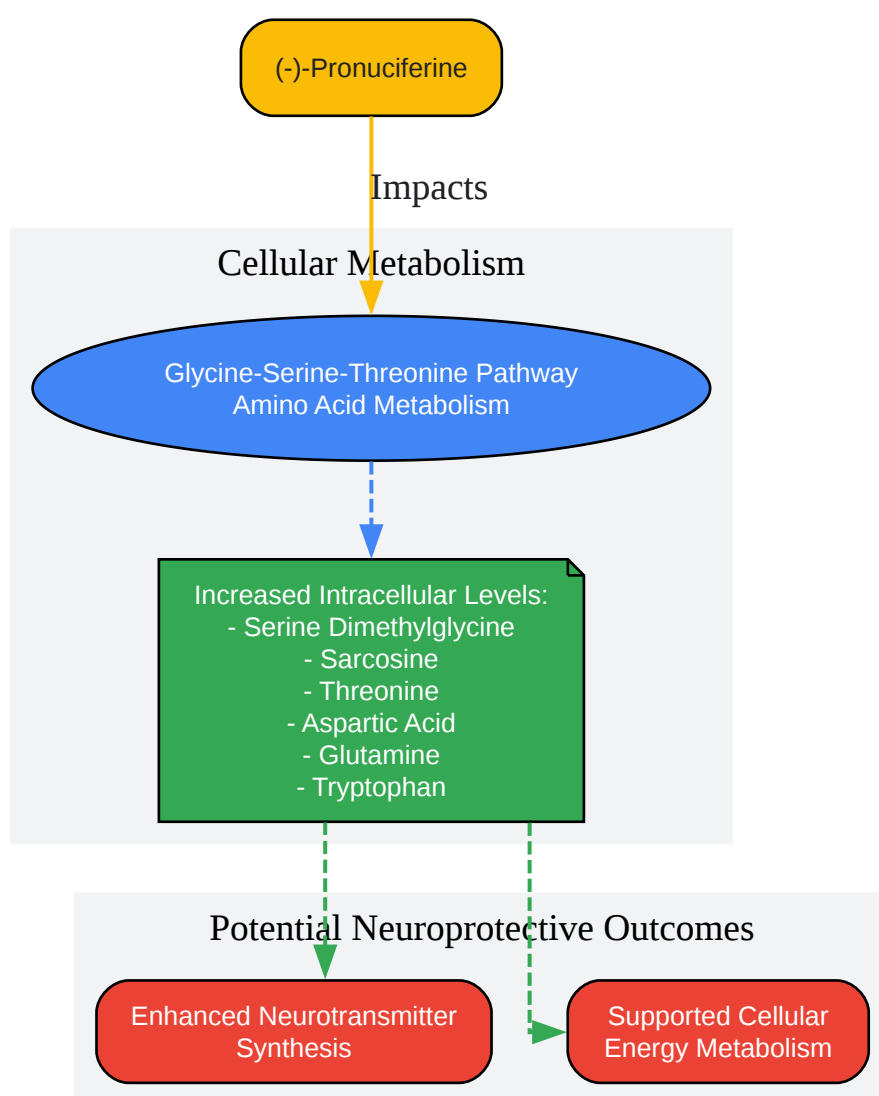 (-)-Pronuciferine
Impacts
Cellular Metabolism
Glycine-Serine-Threonine Pathway
Amino Acid Metabolism
Increased Intracellular Levels:
- Serine Dimethylglycine
- Sarcosine
- Threonine
- Aspartic Acid
- Glutamine
- Tryptophan
Potential Neuroprotective Outcomes
Enhanced Neurotransmitter
Synthesis
Supported Cellular
Energy Metabolism